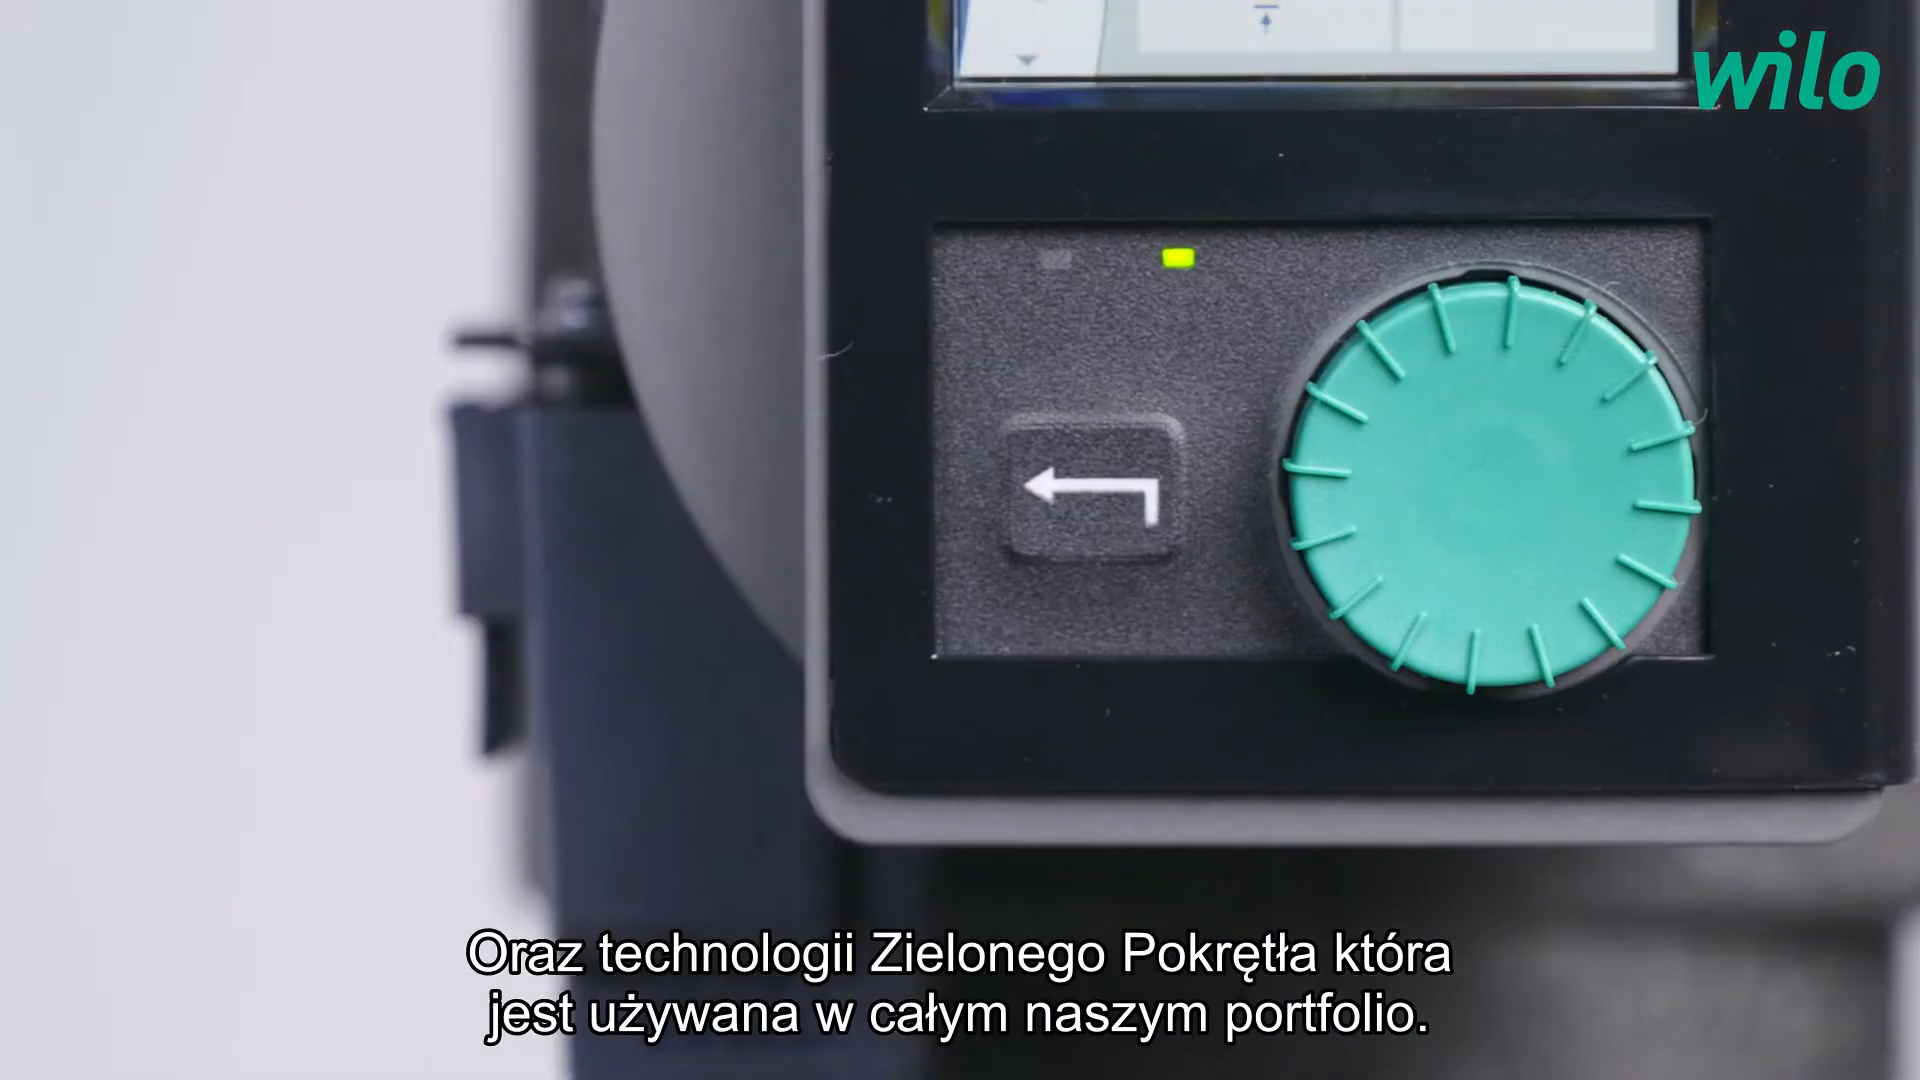 wilo
Oraz technologii Zielonego Pokrętła która
jest używana w całym naszym portfolio.